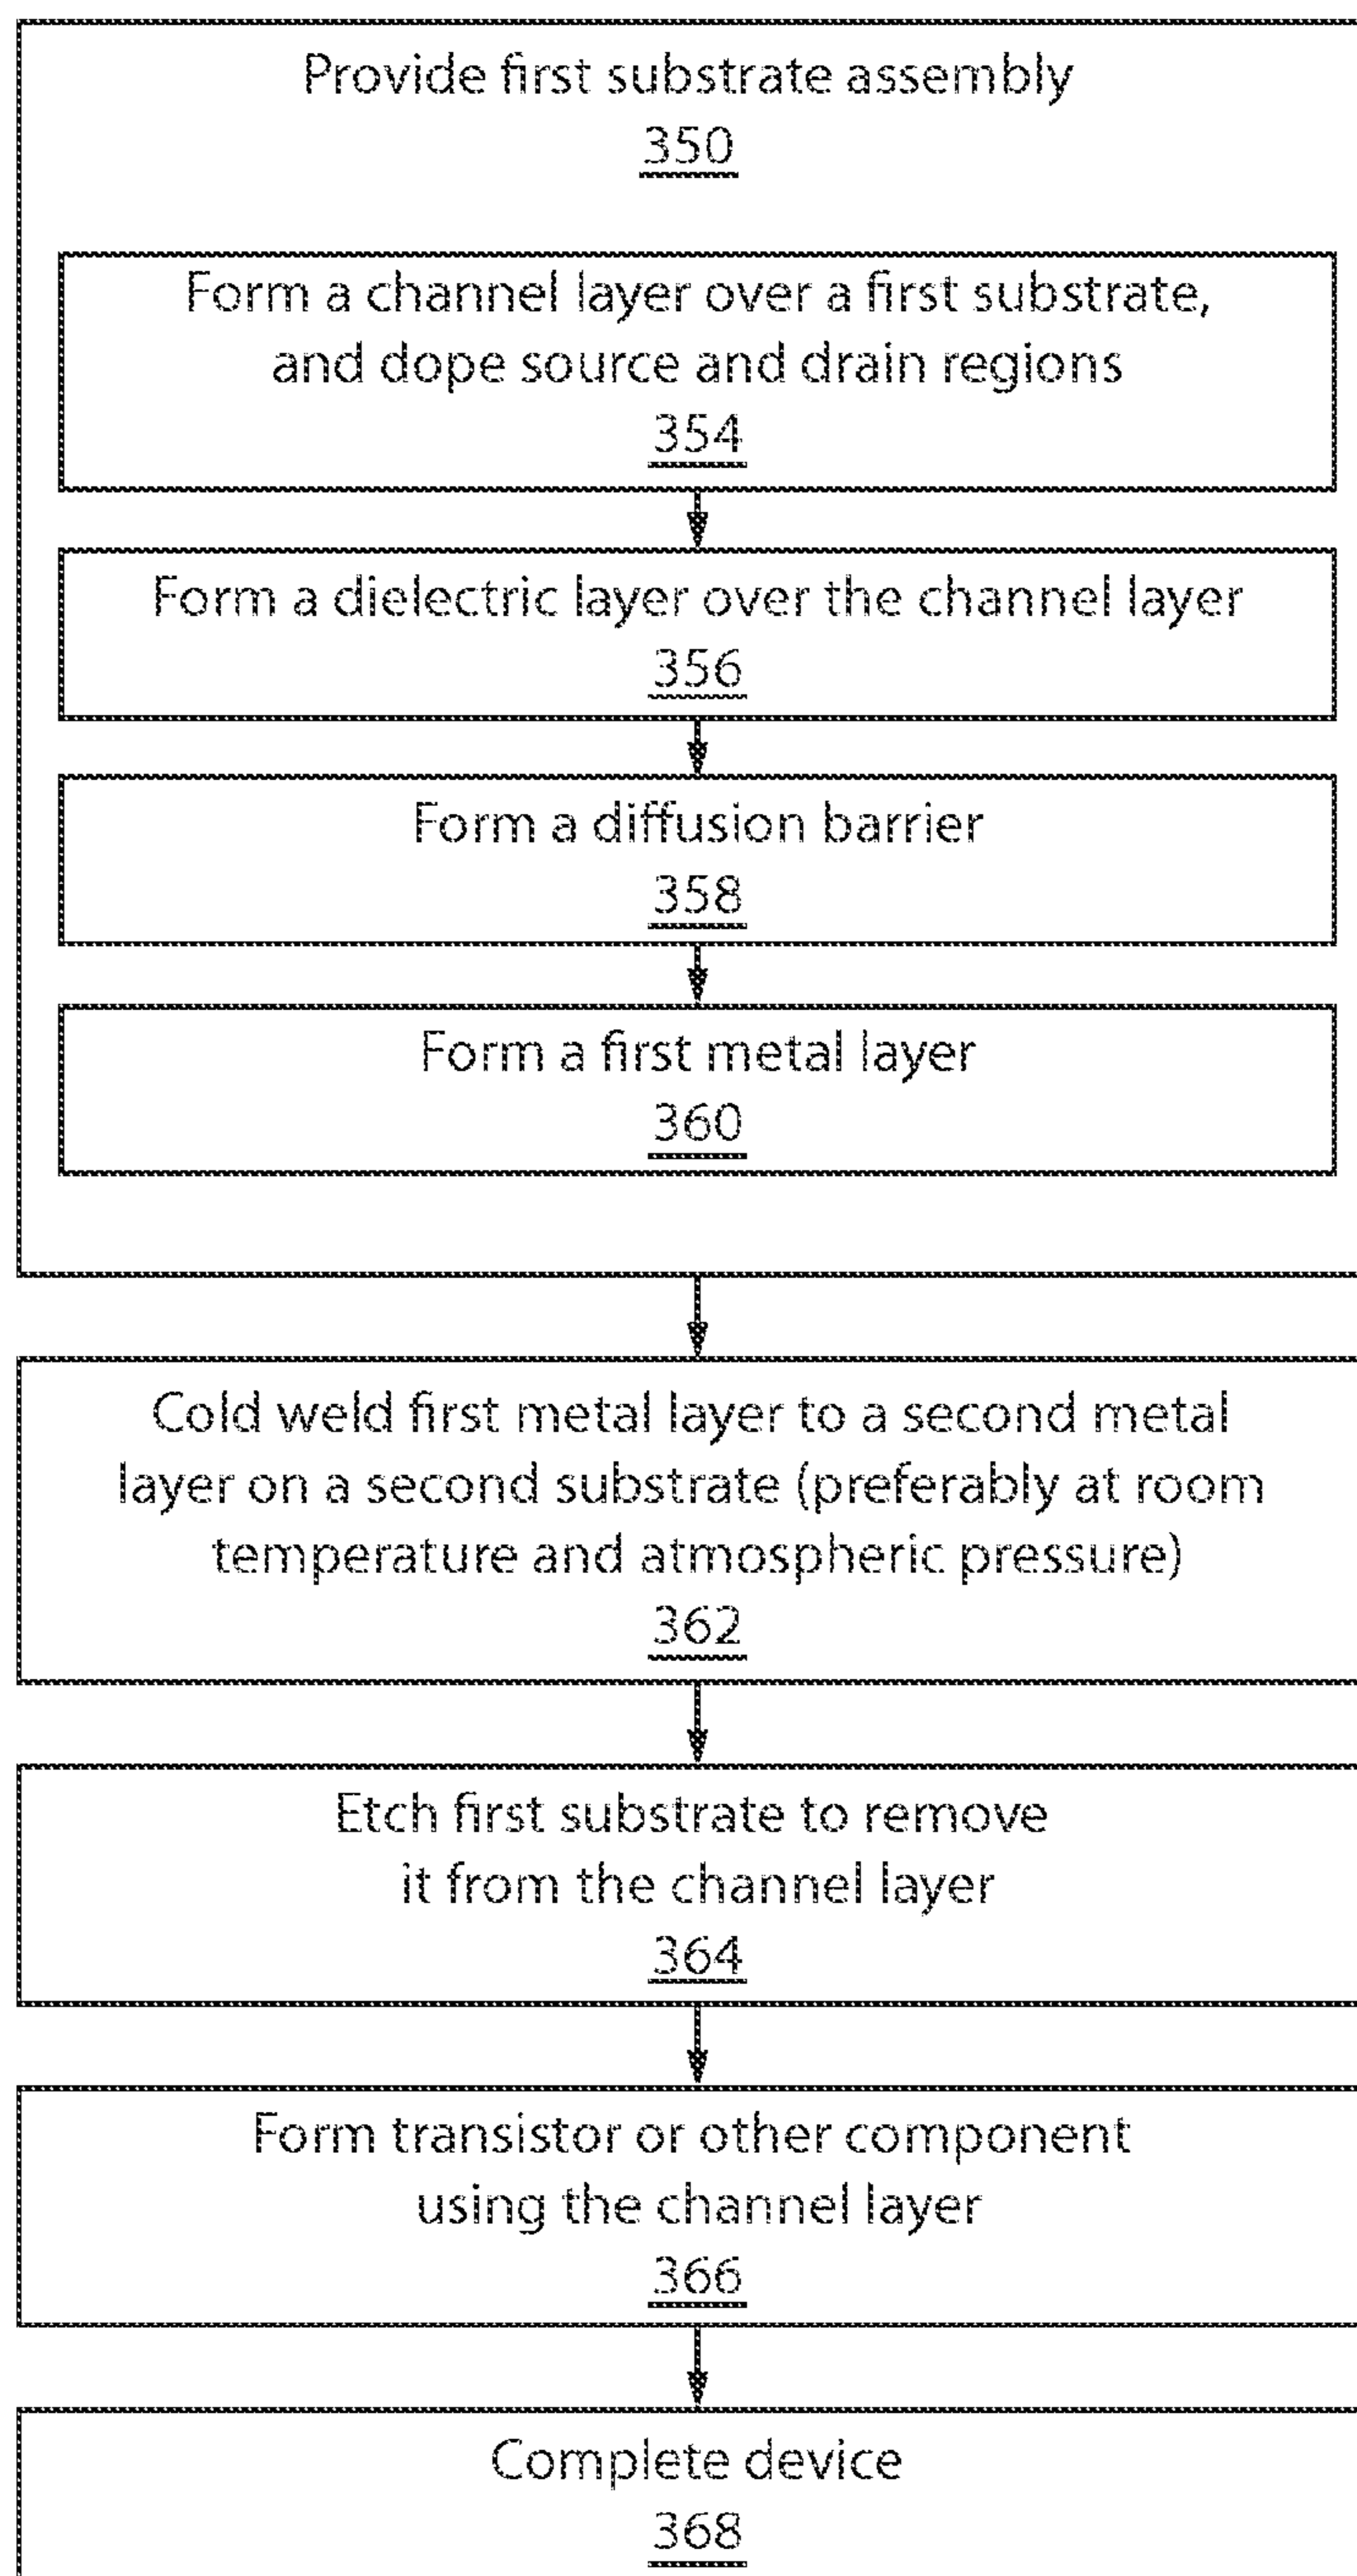 Provide first substrate assembly
350
Form a channel layer over a first substrate,
and dope source and drain regions
354
Form a dielectric layer over the channel layer
356
Form a diffusion barrier
358
Form a first metal layer
360
Cold weld first metal layer to a second metal
layer on a second substrate (preferably at room
temperature and atmospheric pressure)
362
Etch first substrate to remove
it from the channel layer
364
Form transistor or other component
using the channel layer
366
Complete device
368